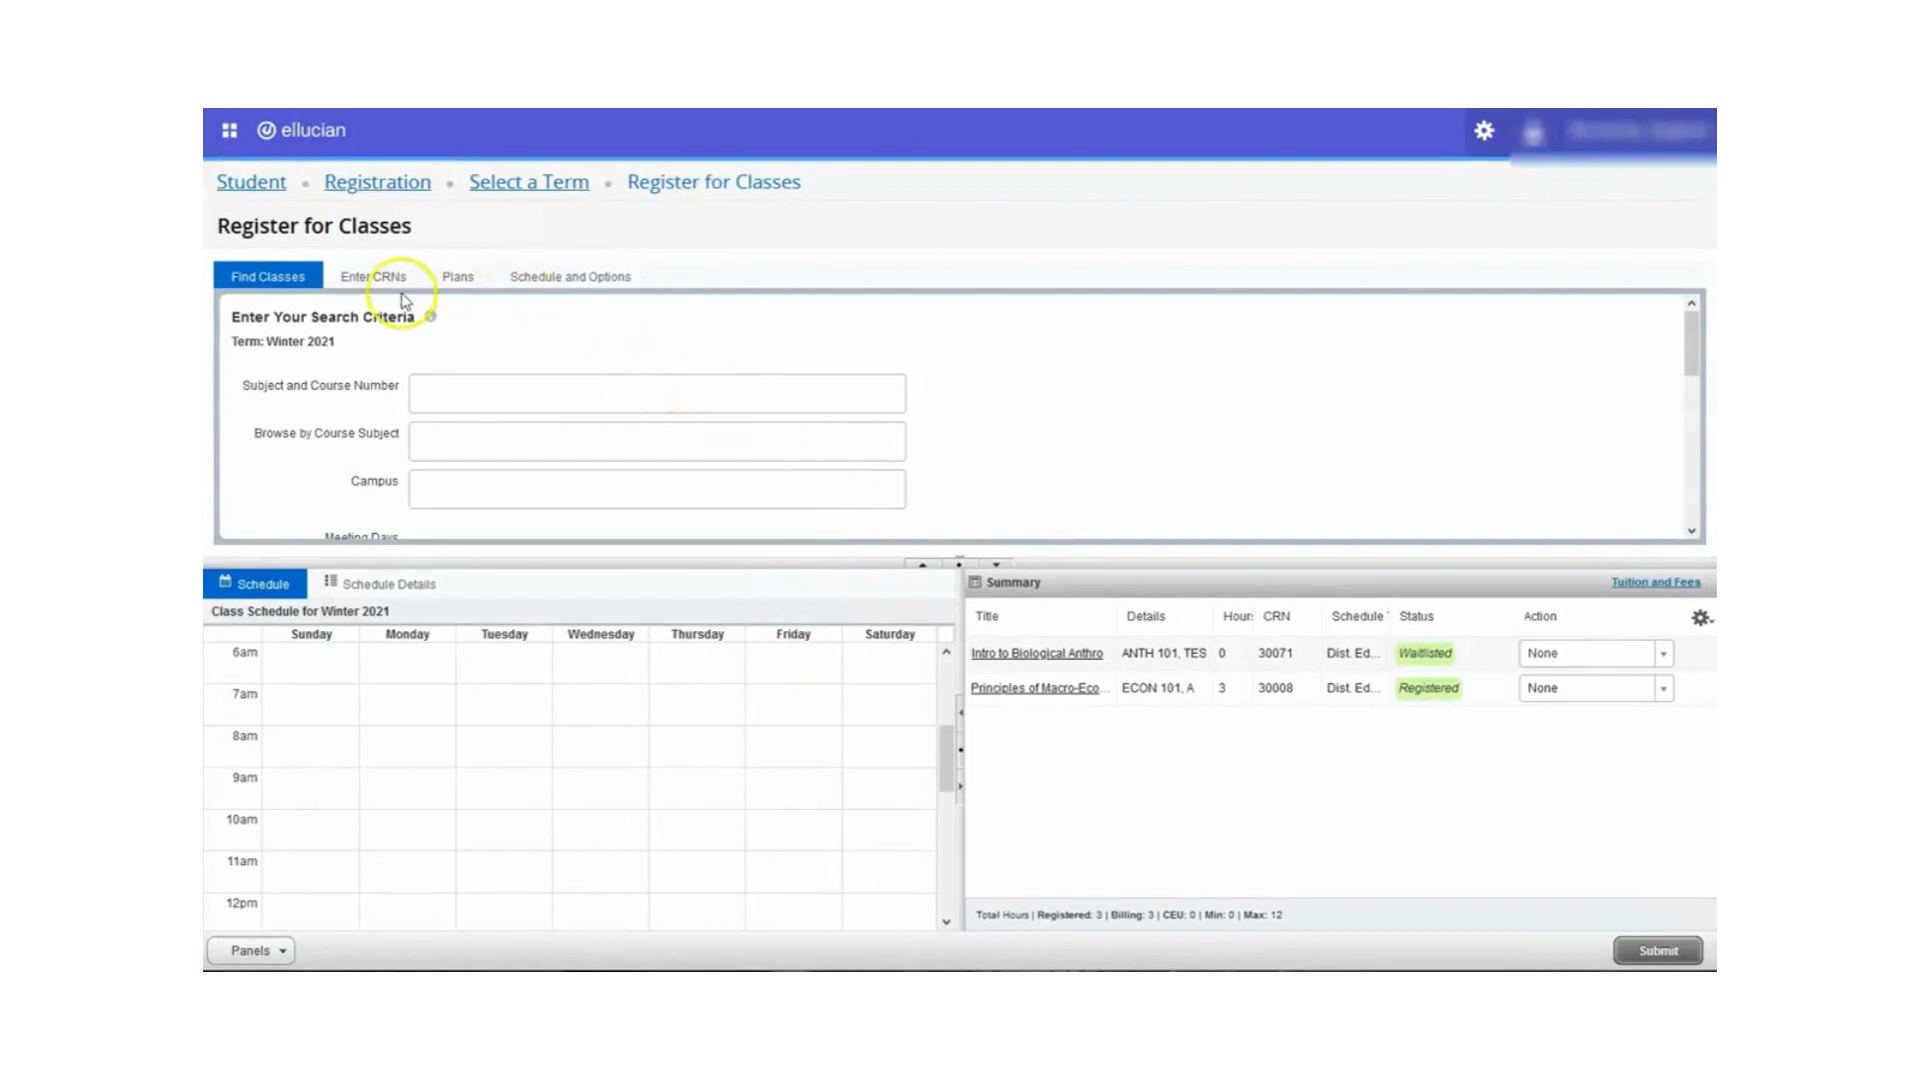 ellucian
Student • Registration • Select a Term • Register for Classes
Register for Classes
Find Classes Enter CRNs Plans Schedule and Options
Enter Your Search Criteria
Term: Winter 2021
Subject and Course Number
Browse by Course Subject
Campus
Meeting Days
Schedule Schedule Details
Class Schedule for Winter 2021
Sunday Monday Tuesday Wednesday Thursday Friday Saturday
6am
7am
8am
9am
10am
11am
12pm
Summary Tuition and Fees
Title Details Hours CRN Schedule Status Action
Intro to Biological Anthro ANTH 101, TES 0 30071 Dist. Ed... Waitlisted None
Principles of Macro-Eco... ECON 101, A 3 30008 Dist. Ed... Registered None
Total Hours | Registered: 3 | Billing: 3 | CEU: 0 | Min: 0 | Max: 12
Panels Submit